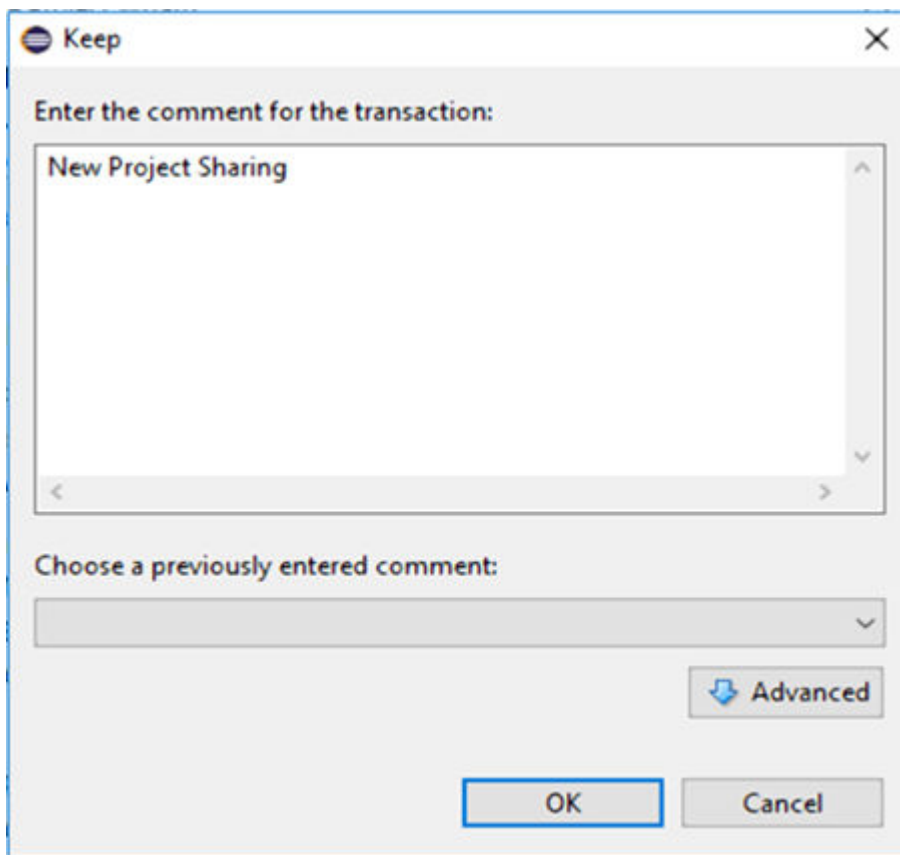 Keep
Enter the comment for the transaction:
New Project Sharing
Choose a previously entered comment:
Advanced
OK
Cancel